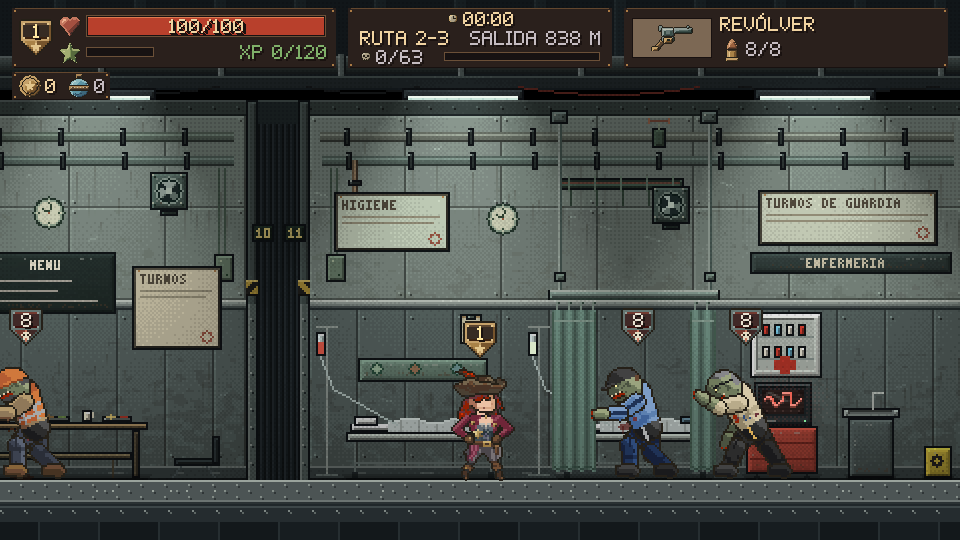 1
100/100
XP 0/120
0
0
00:00
RUTA 2-3 SALIDA 838 M
0/63
REVÓLVER
8/8
10 11
HIGIENE
TURNOS DE GUARDIA
ENFERMERIA
MENU
TURNOS
8
1
8
8